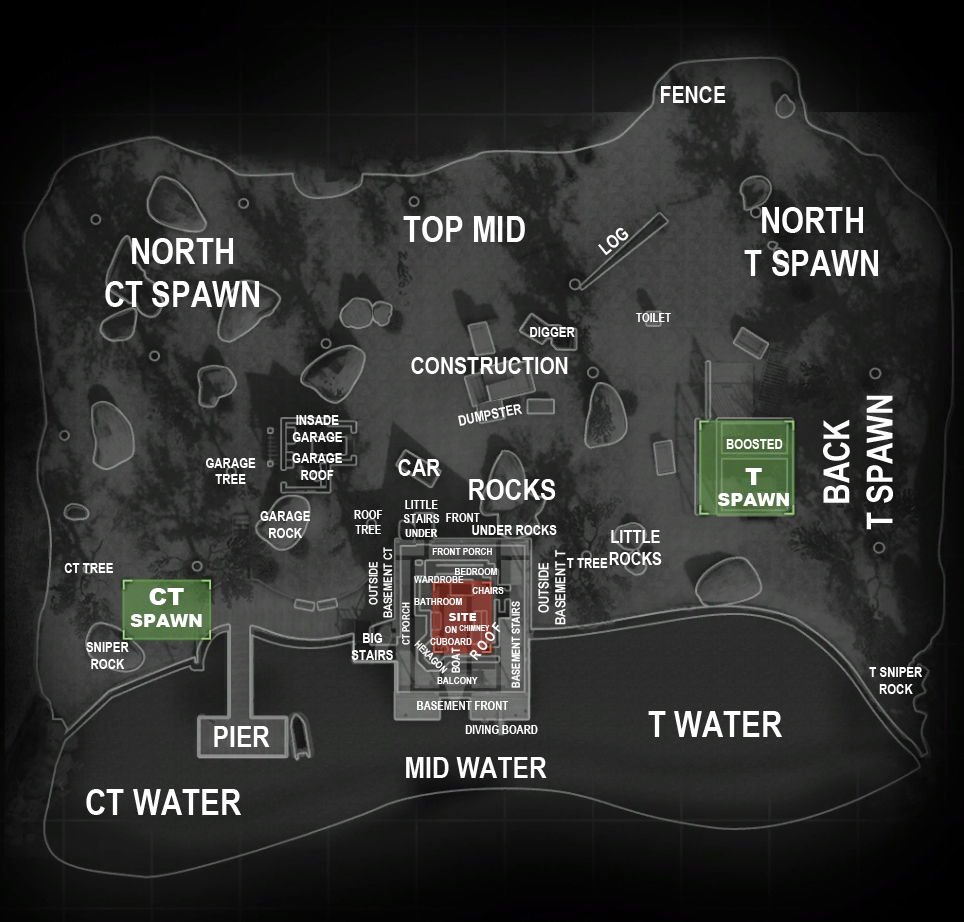 FENCE
TOP MID
NORTH
CT SPAWN
LOG
NORTH
T SPAWN
TOILET
DIGGER
CONSTRUCTION
DUMPSTER
INSADE
GARAGE
GARAGE
ROOF
GARAGE
TREE
CAR
ROCKS
BOOSTED
T
SPAWN
BACK
T SPAWN
GARAGE
ROCK
ROOF
TREE
LITTLE
STAIRS
UNDER
FRONT
UNDER ROCKS
LITTLE
ROCKS
T TREE
CT TREE
CT
SPAWN
SNIPER
ROCK
OUTSIDE
BASEMENT CT
FRONT PORCH
BEDROOM
WARDROBE
CHAIRS
BATHROOM
CT PORCH
SITE
ON CHIMNEY
CUBOARD
HEXAGON
BOAT
ROOF
BASEMENT STAIRS
OUTSIDE
BASEMENT T
BIG
STAIRS
BALCONY
BASEMENT FRONT
DIVING BOARD
T SNIPER
ROCK
PIER
T WATER
MID WATER
CT WATER